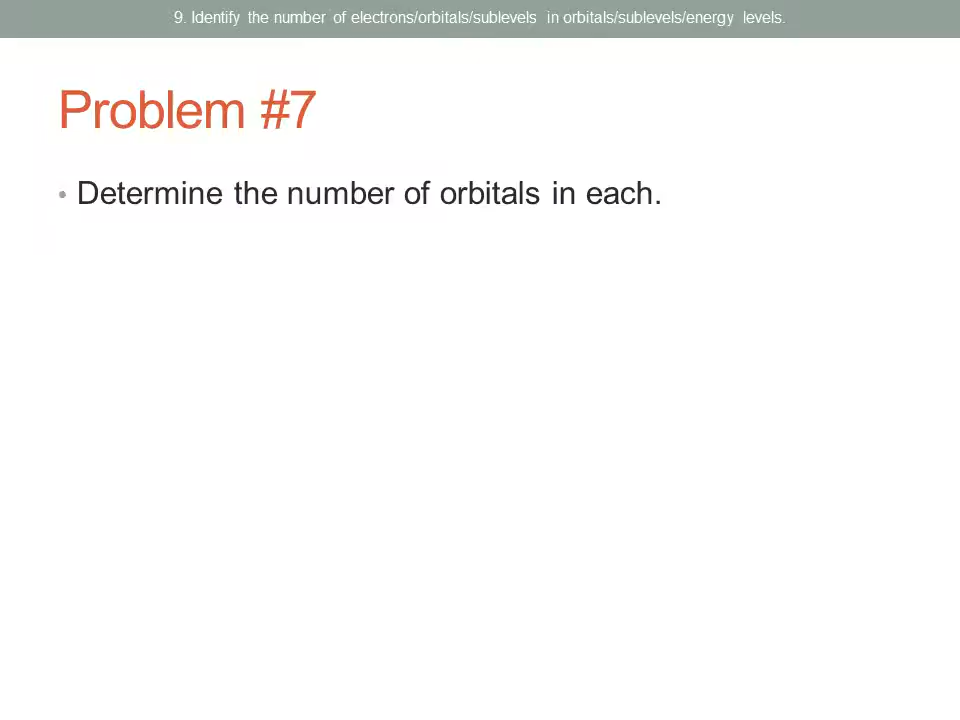 9. Identify the number of electrons/orbitals/sublevels in orbitals/sublevels/energy levels.
Problem #7
• Determine the number of orbitals in each.